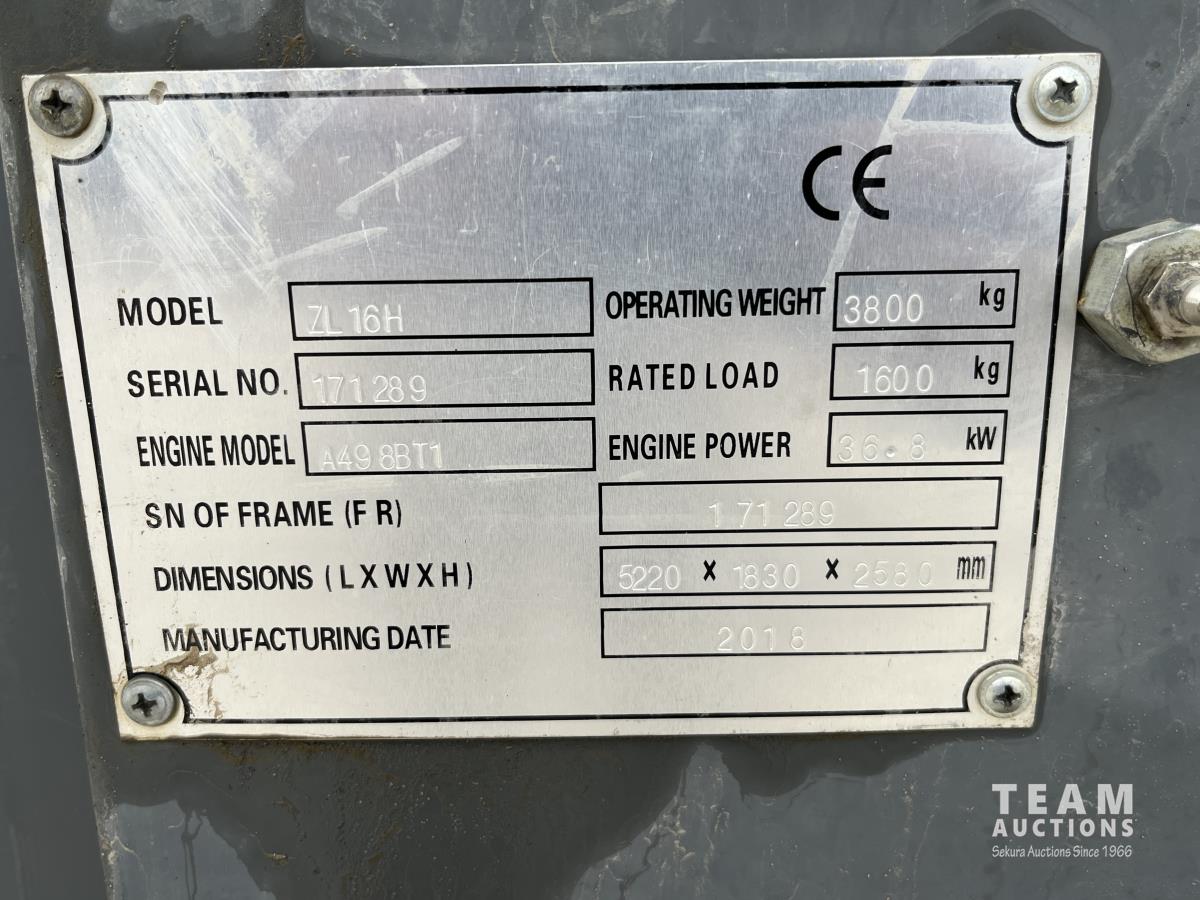 CE
MODEL ZL16H OPERATING WEIGHT 3800 kg
SERIAL NO. 171289 RATED LOAD 1600 kg
ENGINE MODEL A498BT1 ENGINE POWER 36.8 kW
SN OF FRAME (F R) 171289
DIMENSIONS (L X W X H) 5220 X 1830 X 2580 mm
MANUFACTURING DATE 2018
TEAM
AUCTIONS
Sekura Auctions Since 1966